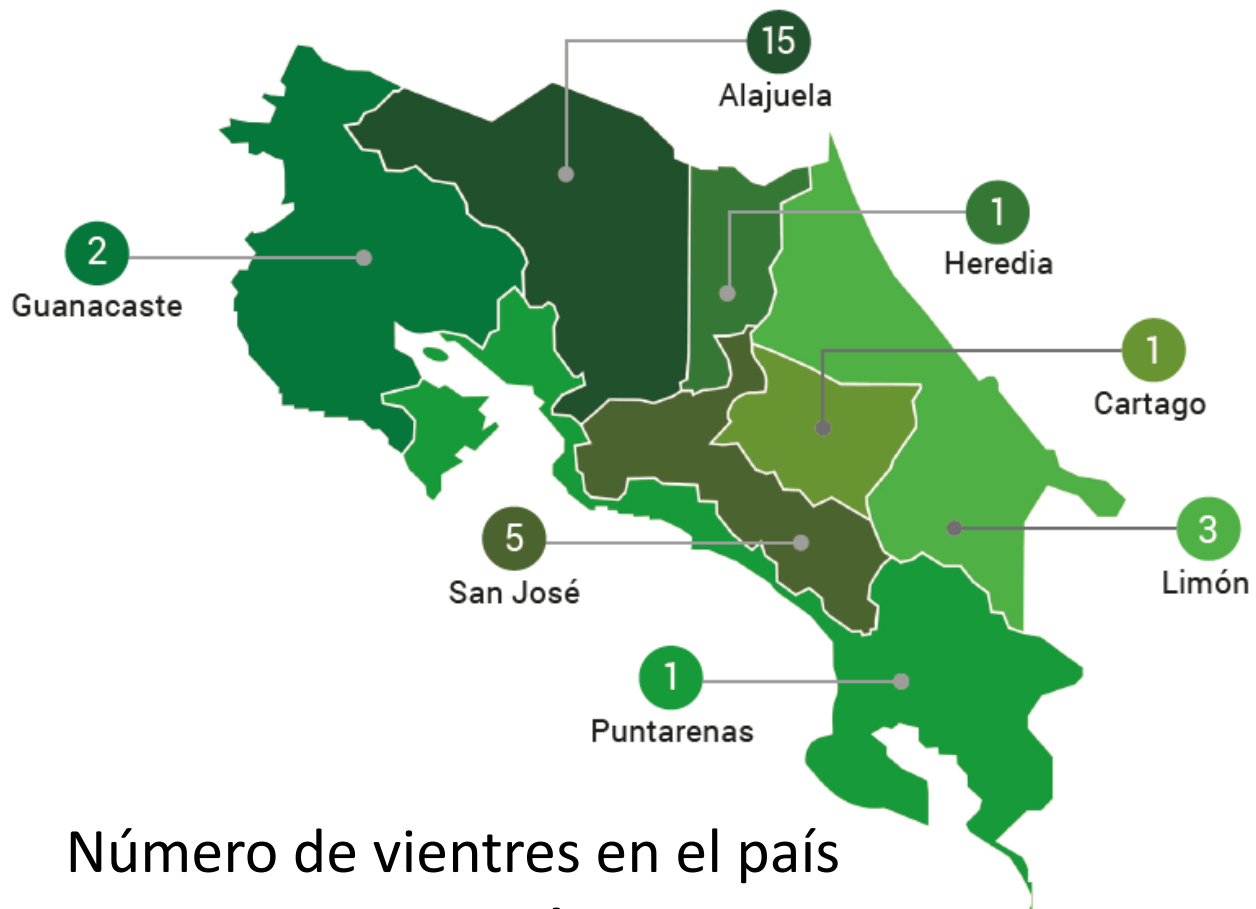 15
Alajuela
1
Heredia
2
Guanacaste
1
Cartago
5
San José
3
Limón
1
Puntarenas
Número de vientres en el país